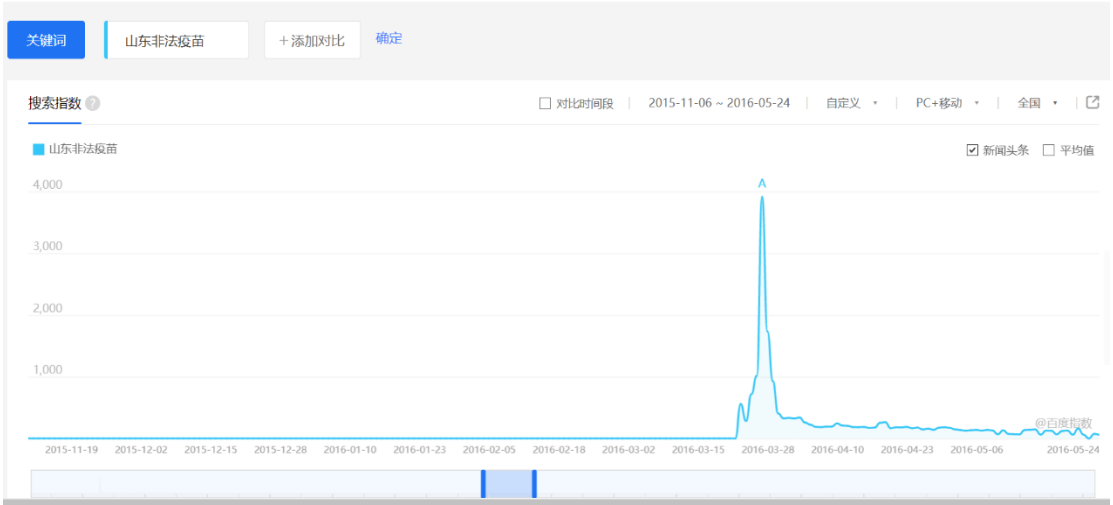 关键词 山东非法疫苗 +添加对比 确定
搜索指数 ? 对比时间段 2015-11-06 ~ 2016-05-24 自定义 PC+移动 全国
山东非法疫苗 新闻头条 平均值
4,000
A
3,000
2,000
1,000
@百度指数
2015-11-19 2015-12-02 2015-12-15 2015-12-28 2016-01-10 2016-01-23 2016-02-05 2016-02-18 2016-03-02 2016-03-15 2016-03-28 2016-04-10 2016-04-23 2016-05-06 2016-05-24